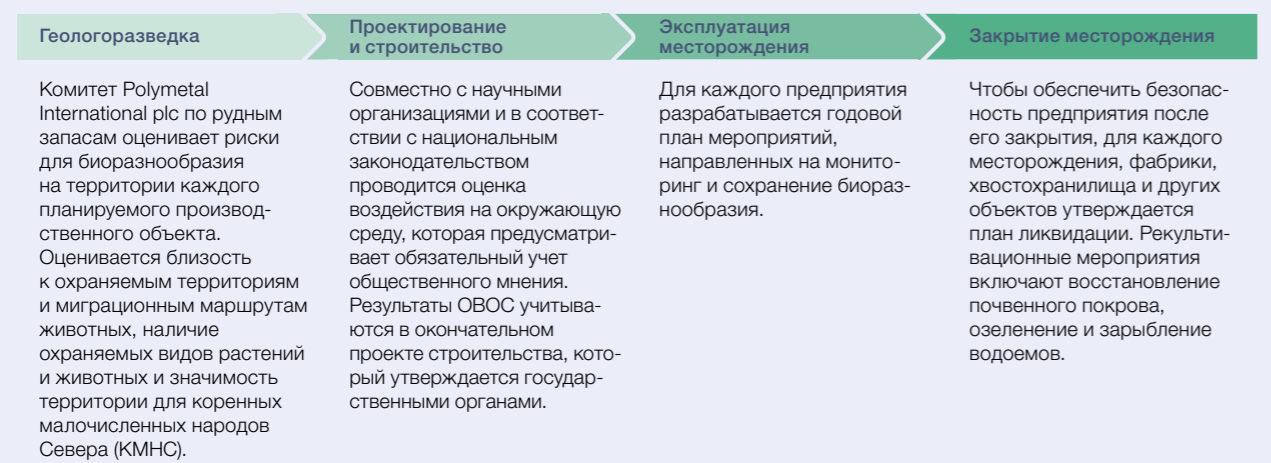 Геологоразведка
Комитет Polymetal
International plc по рудным
запасам оценивает риски
для биоразнообразия
на территории каждого
планируемого производ-
ственного объекта.
Оценивается близость
к охраняемым территориям
и миграционным маршрутам
животных, наличие
охраняемых видов растений
и животных и значимость
территории для коренных
малочисленных народов
Севера (КМНС).
Проектирование
и строительство
Совместно с научными
организациями и в соответ-
ствии с национальным
законодательством
проводится оценка
воздействия на окружающую
среду, которая предусматри-
вает обязательный учет
общественного мнения.
Результаты ОВОС учитыва-
ются в окончательном
проекте строительства, кото-
рый утверждается государ-
ственными органами.
Эксплуатация
месторождения
Для каждого предприятия
разрабатывается годовой
план мероприятий,
направленных на монито-
ринг и сохранение биораз-
нообразия.
Закрытие месторождения
Чтобы обеспечить безопас-
ность предприятия после
его закрытия, для каждого
месторождения, фабрики,
хвостохранилища и других
объектов утверждается
план ликвидации. Рекульти-
вационные мероприятия
включают восстановление
почвенного покрова,
озеленение и зарыбление
водоемов.